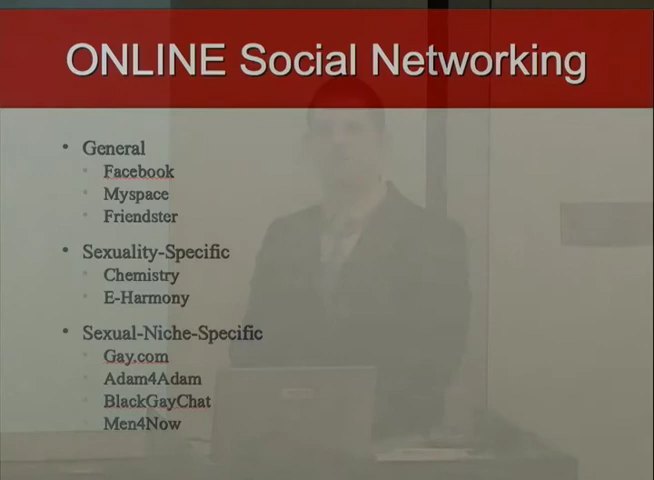 ONLINE Social Networking
• General
• Facebook
• Myspace
• Friendster
• Sexuality-Specific
• Chemistry
• E-Harmony
• Sexual-Niche-Specific
• Gay.com
• Adam4Adam
• BlackGayChat
• Men4Now